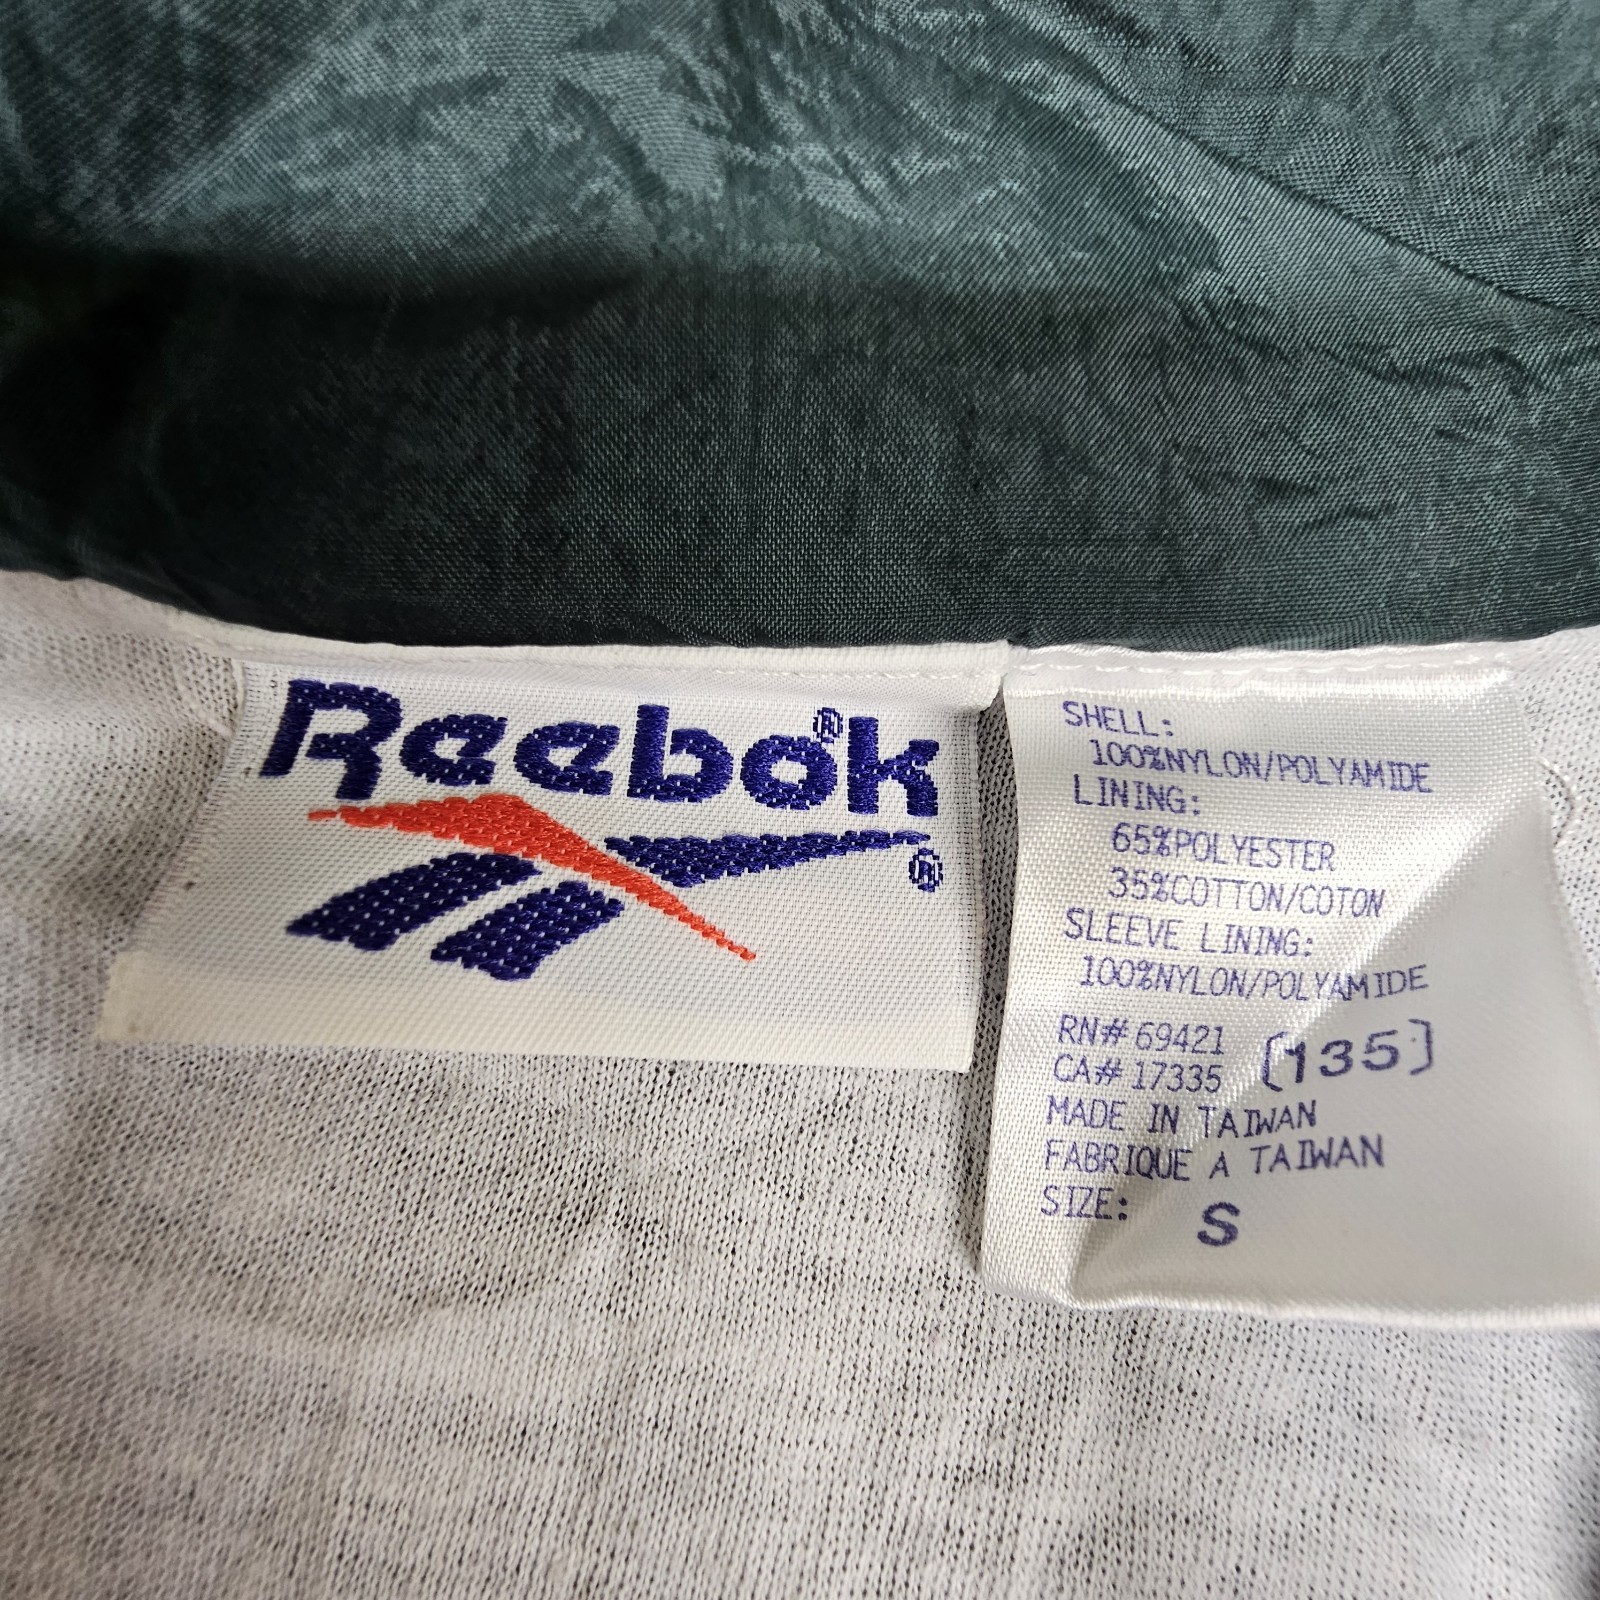 Reebok®
®
SHELL:
100%NYLON/POLYAMIDE
LINING:
65%POLYESTER
35%COTTON/COTON
SLEEVE LINING:
100%NYLON/POLYAMIDE
RN# 69421
CA# 17335 [135]
MADE IN TAIWAN
FABRIQUE A TAIWAN
SIZE: S